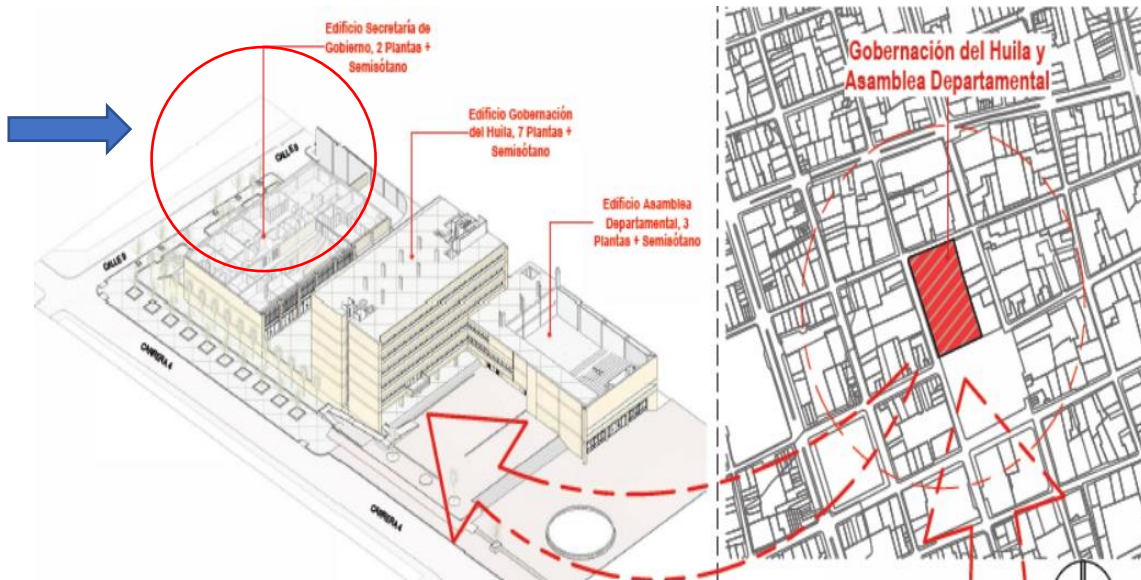 Edificio Secretaría de
Gobierno, 2 Plantas +
Semisótano
Edificio Gobernación
del Huila, 7 Plantas +
Semisótano
Edificio Asamblea
Departamental, 3
Plantas + Semisótano
CALLE 9
CALLE 9
CARRERA 4
CARRERA 4
Gobernación del Huila y
Asamblea Departamental